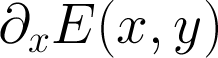 ∂ₓE(x, y)